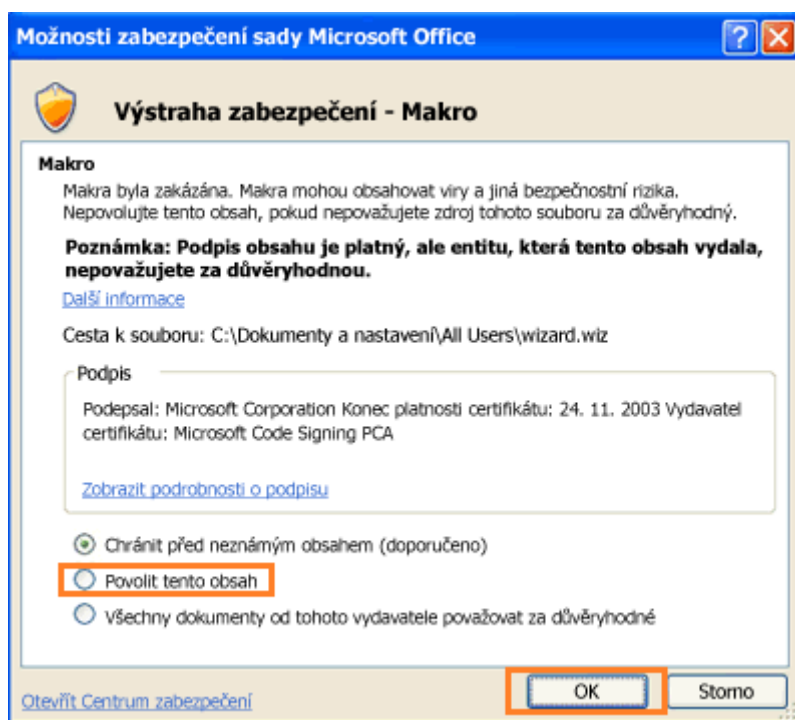 Možnosti zabezpečení sady Microsoft Office
Výstraha zabezpečení - Makro
Makro
Makra byla zakázána. Makra mohou obsahovat viry a jiná bezpečnostní rizika.
Nepovolujte tento obsah, pokud nepovažujete zdroj tohoto souboru za důvěryhodný.
Poznámka: Podpis obsahu je platný, ale entitu, která tento obsah vydala,
nepovažujete za důvěryhodnou.
Další informace
Cesta k souboru: C:\Dokumenty a nastavení\All Users\wizard.wiz
Podpis
Podepsal: Microsoft Corporation Konec platnosti certifikátu: 24. 11. 2003 Vydavatel
certifikátu: Microsoft Code Signing PCA
Zobrazit podrobnosti o podpisu
Chránit před neznámým obsahem (doporučeno)
Povolit tento obsah
Všechny dokumenty od tohoto vydavatele považovat za důvěryhodné
Otevřít Centrum zabezpečení
OK
Storno